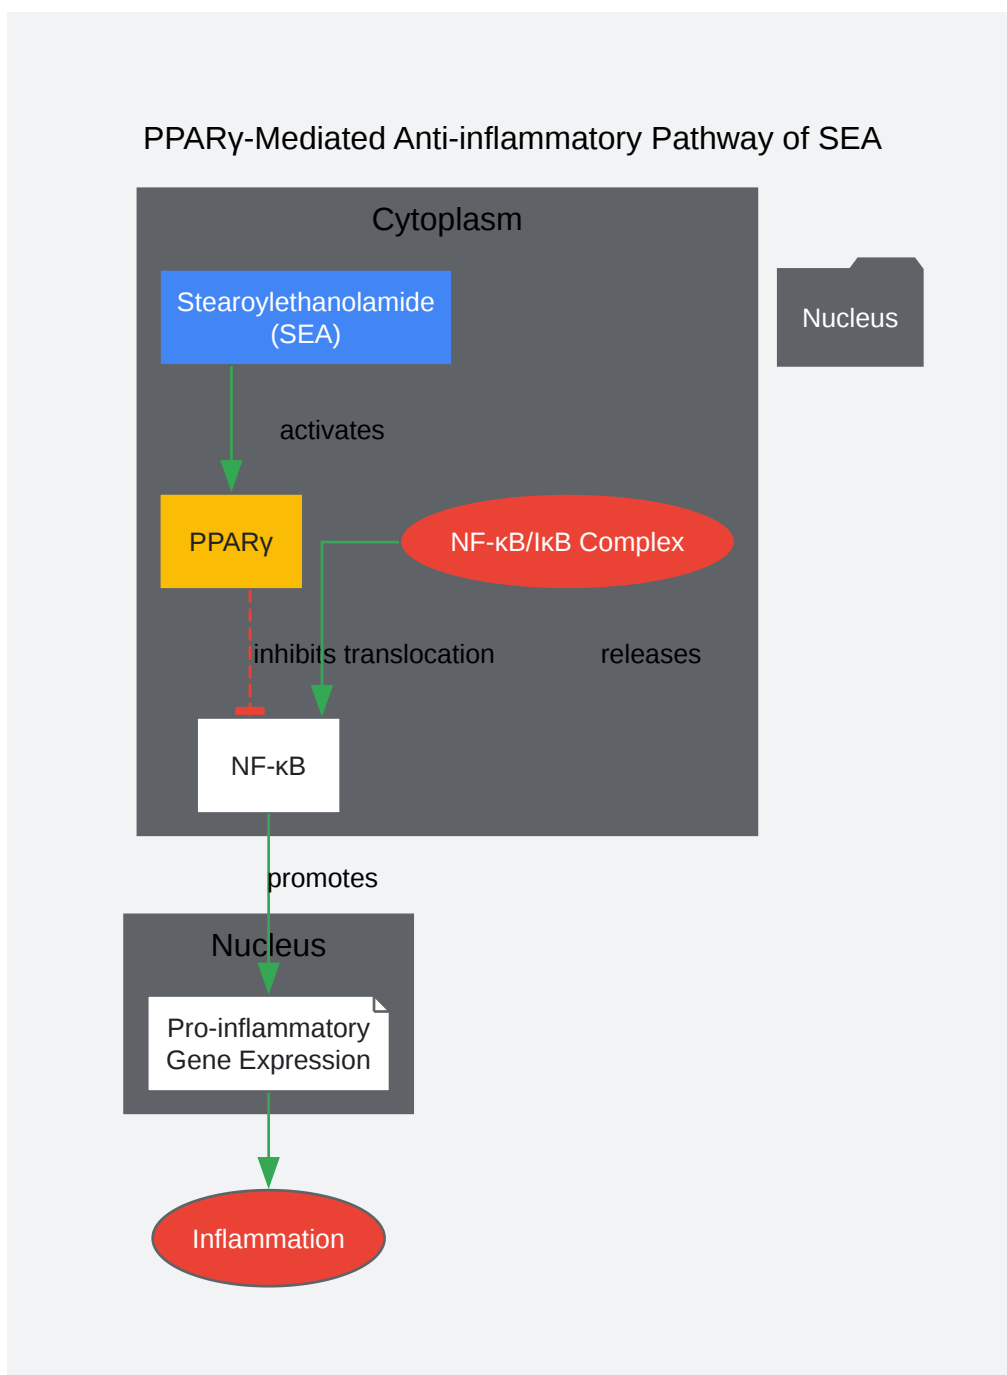 PPARγ-Mediated Anti-inflammatory Pathway of SEA
Cytoplasm
Stearoylethanolamide
(SEA)
Nucleus
activates
PPARγ
NF-κB/IκB Complex
inhibits translocation
releases
NF-κB
promotes
Nucleus
Pro-inflammatory
Gene Expression
Inflammation